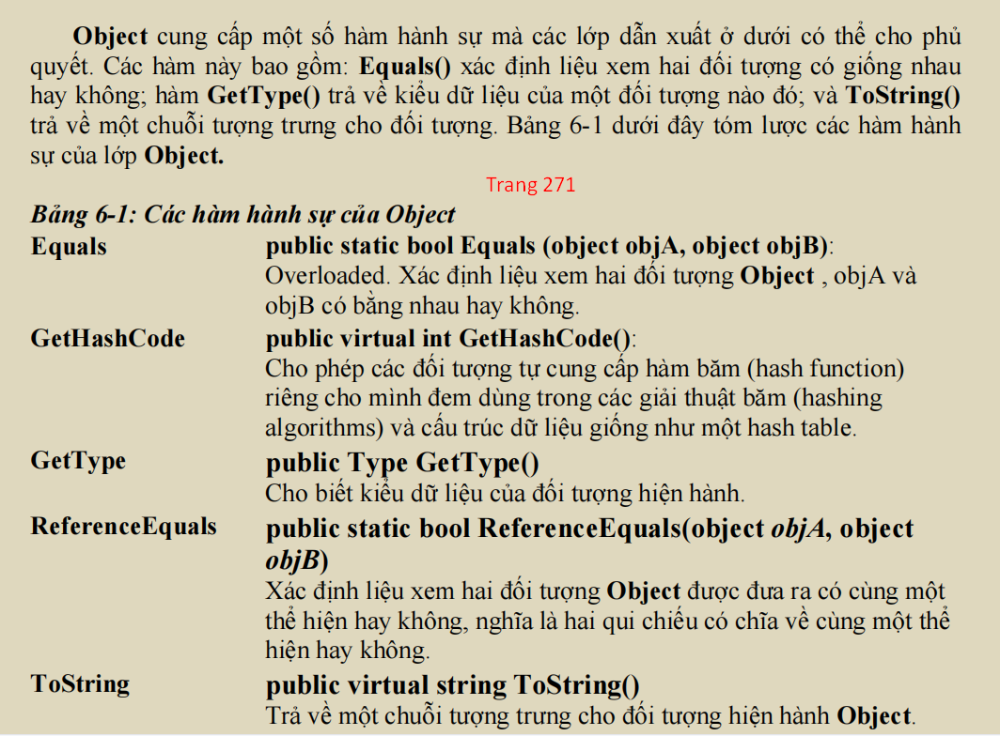 Object cung cấp một số hàm hành sự mà các lớp dẫn xuất ở dưới có thể cho phủ
quyết. Các hàm này bao gồm: Equals() xác định liệu xem hai đối tượng có giống nhau
hay không; hàm GetType() trả về kiểu dữ liệu của một đối tượng nào đó; và ToString()
trả về một chuỗi tượng trưng cho đối tượng. Bảng 6-1 dưới đây tóm lược các hàm hành
sự của lớp Object.
Trang 271
Bảng 6-1: Các hàm hành sự của Object
Equals public static bool Equals (object objA, object objB):
Overloaded. Xác định liệu xem hai đối tượng Object , objA và
objB có bằng nhau hay không.
GetHashCode public virtual int GetHashCode():
Cho phép các đối tượng tự cung cấp hàm băm (hash function)
riêng cho mình đem dùng trong các giải thuật băm (hashing
algorithms) và cấu trúc dữ liệu giống như một hash table.
GetType public Type GetType()
Cho biết kiểu dữ liệu của đối tượng hiện hành.
ReferenceEquals public static bool ReferenceEquals(object objA, object
objB)
Xác định liệu xem hai đối tượng Object được đưa ra có cùng một
thể hiện hay không, nghĩa là hai qui chiếu có chĩa về cùng một thể
hiện hay không.
ToString public virtual string ToString()
Trả về một chuỗi tượng trưng cho đối tượng hiện hành Object.